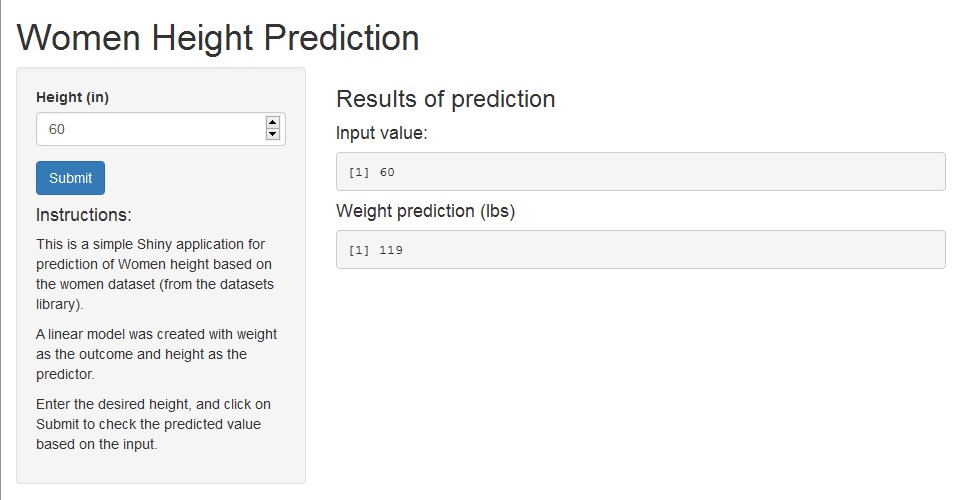 Women Height Prediction
Height (in)
60
Submit
Instructions:
This is a simple Shiny application for
prediction of Women height based on
the women dataset (from the datasets
library).
A linear model was created with weight
as the outcome and height as the
predictor.
Enter the desired height, and click on
Submit to check the predicted value
based on the input.
Results of prediction
Input value:
[1] 60
Weight prediction (lbs)
[1] 119